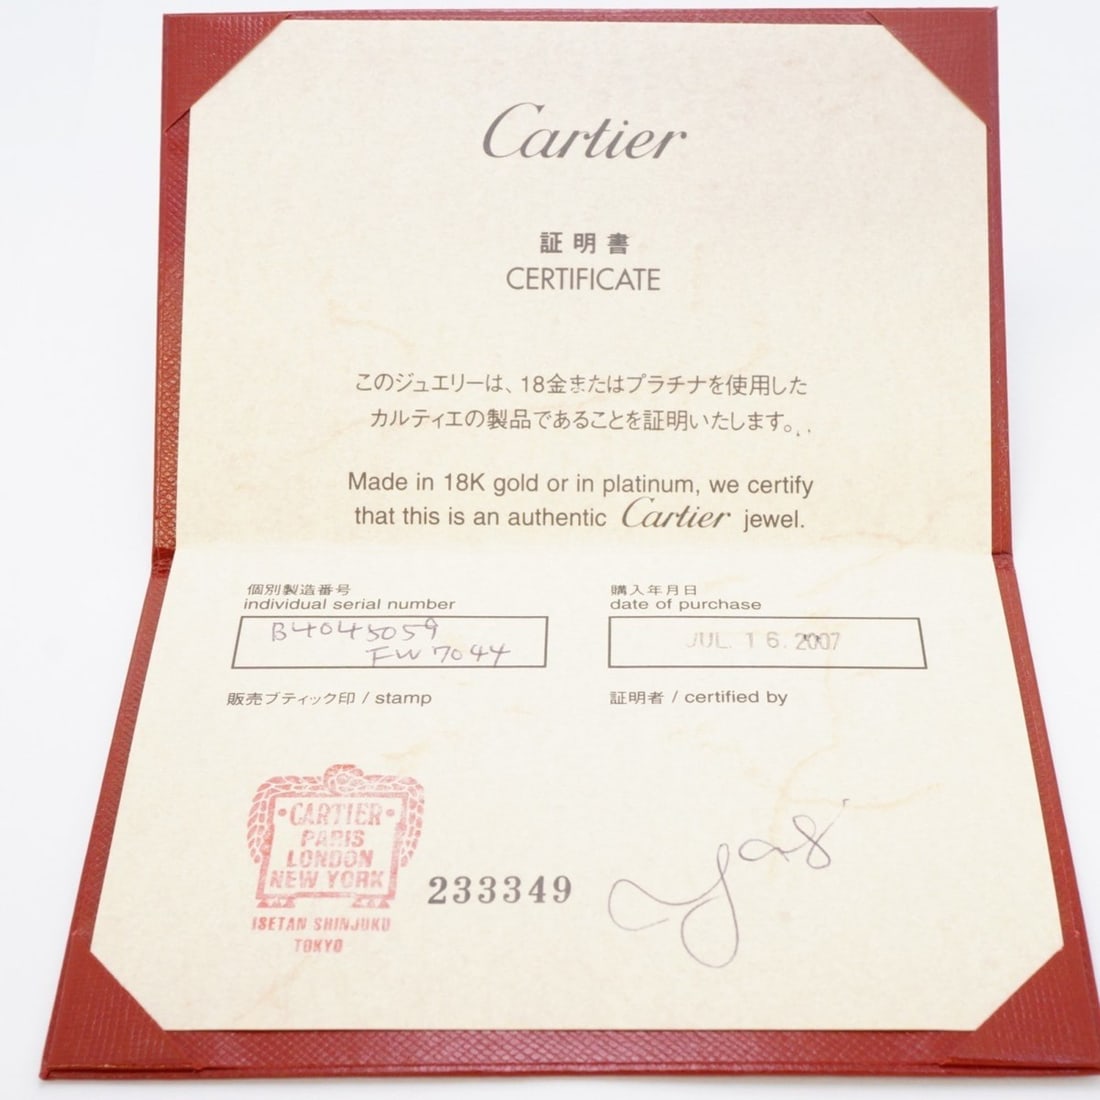 Cartier
証明書
CERTIFICATE
このジュエリーは、18金またはプラチナを使用した
カルティエの製品であることを証明いたします。
Made in 18K gold or in platinum, we certify
that this is an authentic Cartier jewel.
個別製造番号
individual serial number
B4045059
FW7044
購入年月日
date of purchase
JUL. 16. 2007
販売ブティック印 / stamp
証明者 / certified by
·CARTIER·
PARIS
LONDON
NEW YORK
ISETAN SHINJUKU
TOKYO
233349